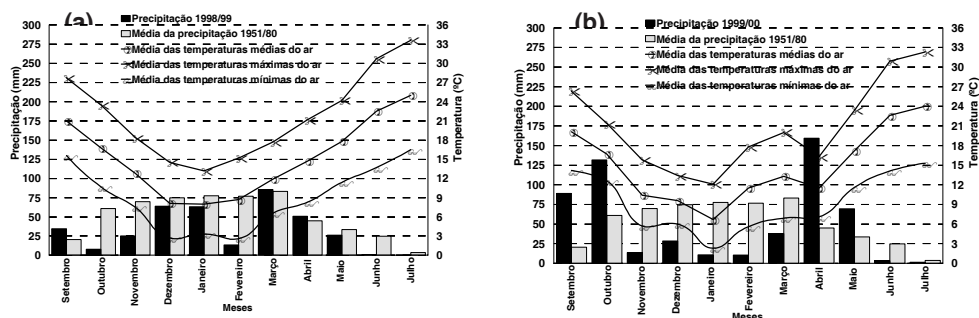 (a)
Precipitação 1998/99
Média da precipitação 1951/80
Média das temperaturas médias do ar
Média das temperaturas máximas do ar
Média das temperaturas mínimas do ar
Precipitação (mm)
300
275
250
225
200
175
150
125
100
75
50
25
0
Temperatura (ºC)
36
33
30
27
24
21
18
15
12
9
6
3
0
Setembro
Outubro
Novembro
Dezembro
Janeiro
Fevereiro
Março
Abril
Maio
Junho
Julho
Meses
(b)
Precipitação 1999/00
Média da precipitação 1951/80
Média das temperaturas médias do ar
Média das temperaturas máximas do ar
Média das temperaturas mínimas do ar
Precipitação (mm)
300
275
250
225
200
175
150
125
100
75
50
25
0
Temperatura (ºC)
36
33
30
27
24
21
18
15
12
9
6
3
0
Setembro
Outubro
Novembro
Dezembro
Janeiro
Fevereiro
Março
Abril
Maio
Junho
Julho
Meses